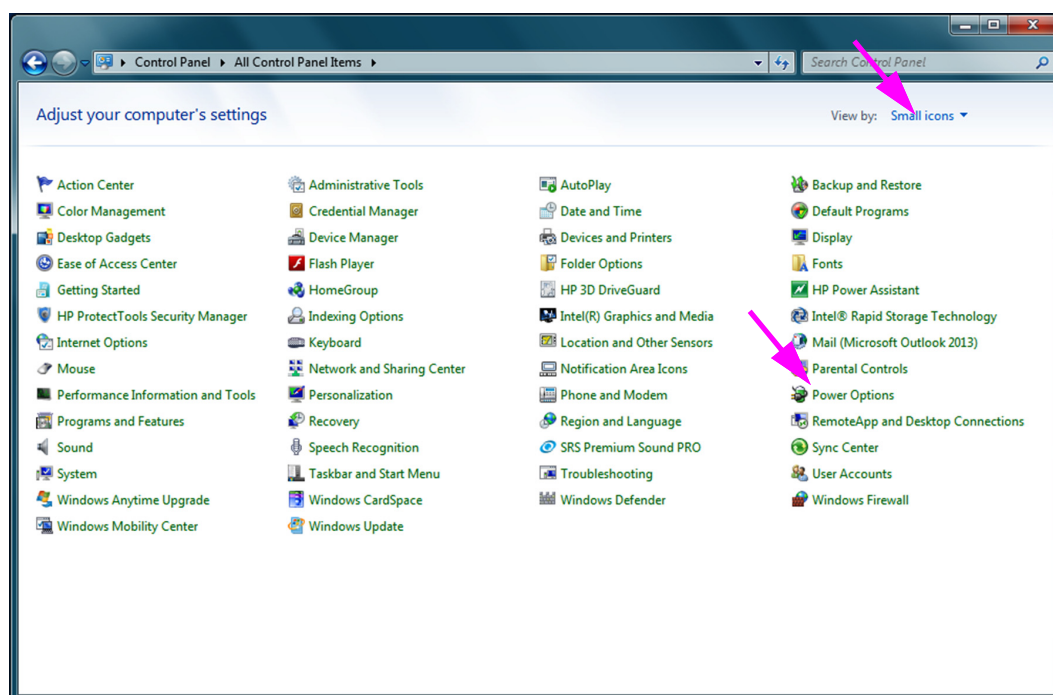 Control Panel ▸ All Control Panel Items ▸
Search Control Panel
Adjust your computer's settings
View by: Small icons
Action Center
Administrative Tools
AutoPlay
Backup and Restore
Color Management
Credential Manager
Date and Time
Default Programs
Desktop Gadgets
Device Manager
Devices and Printers
Display
Ease of Access Center
Flash Player
Folder Options
Fonts
Getting Started
HomeGroup
HP 3D DriveGuard
HP Power Assistant
HP ProtectTools Security Manager
Indexing Options
Intel(R) Graphics and Media
Intel® Rapid Storage Technology
Internet Options
Keyboard
Location and Other Sensors
Mail (Microsoft Outlook 2013)
Mouse
Network and Sharing Center
Notification Area Icons
Parental Controls
Performance Information and Tools
Personalization
Phone and Modem
Power Options
Programs and Features
Recovery
Region and Language
RemoteApp and Desktop Connections
Sound
Speech Recognition
SRS Premium Sound PRO
Sync Center
System
Taskbar and Start Menu
Troubleshooting
User Accounts
Windows Anytime Upgrade
Windows CardSpace
Windows Defender
Windows Firewall
Windows Mobility Center
Windows Update